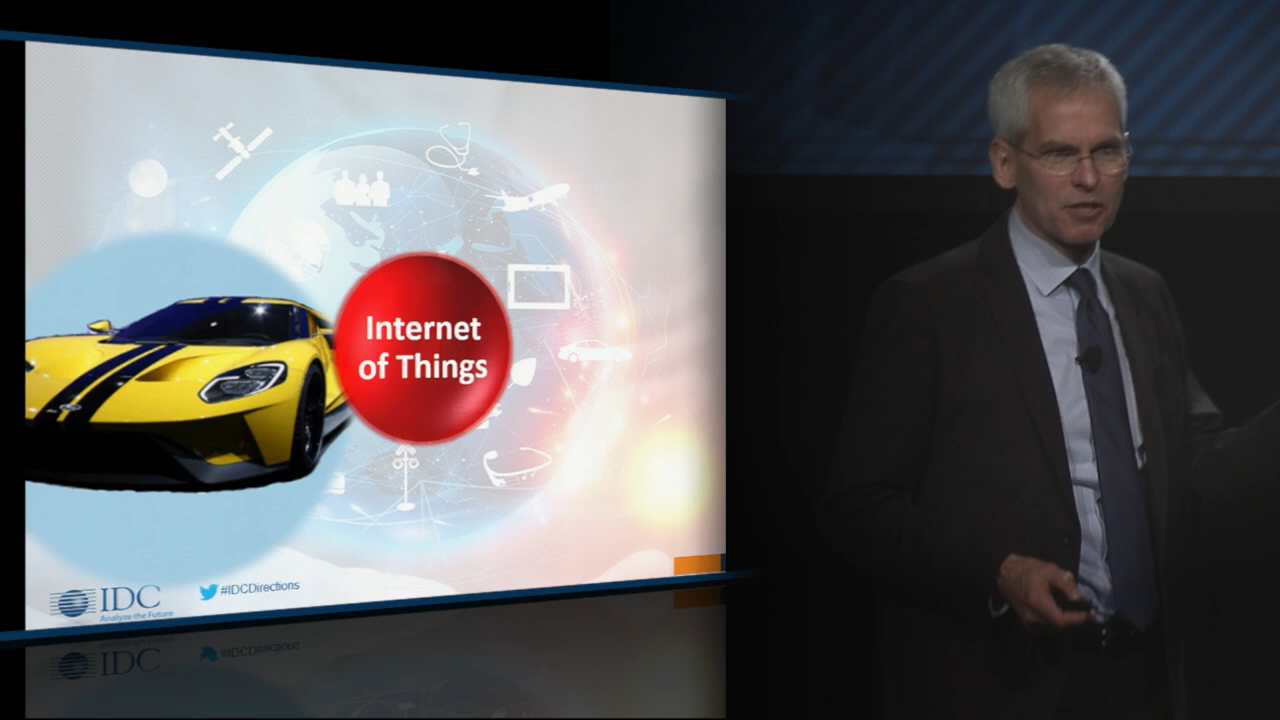 Internet
of Things
IDC
Analyze the Future
#IDCDirections